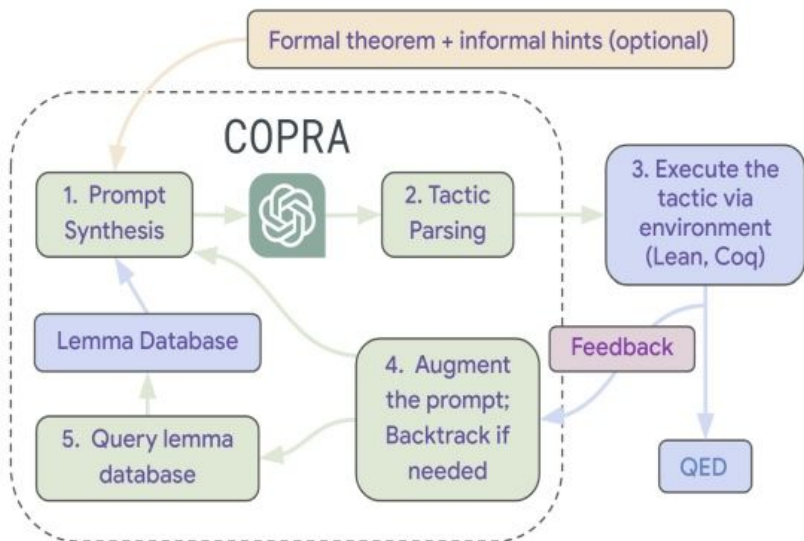 Formal theorem + informal hints (optional)
COPRA
1. Prompt
Synthesis
2. Tactic
Parsing
3. Execute the
tactic via
environment
(Lean, Coq)
Lemma Database
Feedback
4. Augment
the prompt;
Backtrack if
needed
5. Query lemma
database
QED